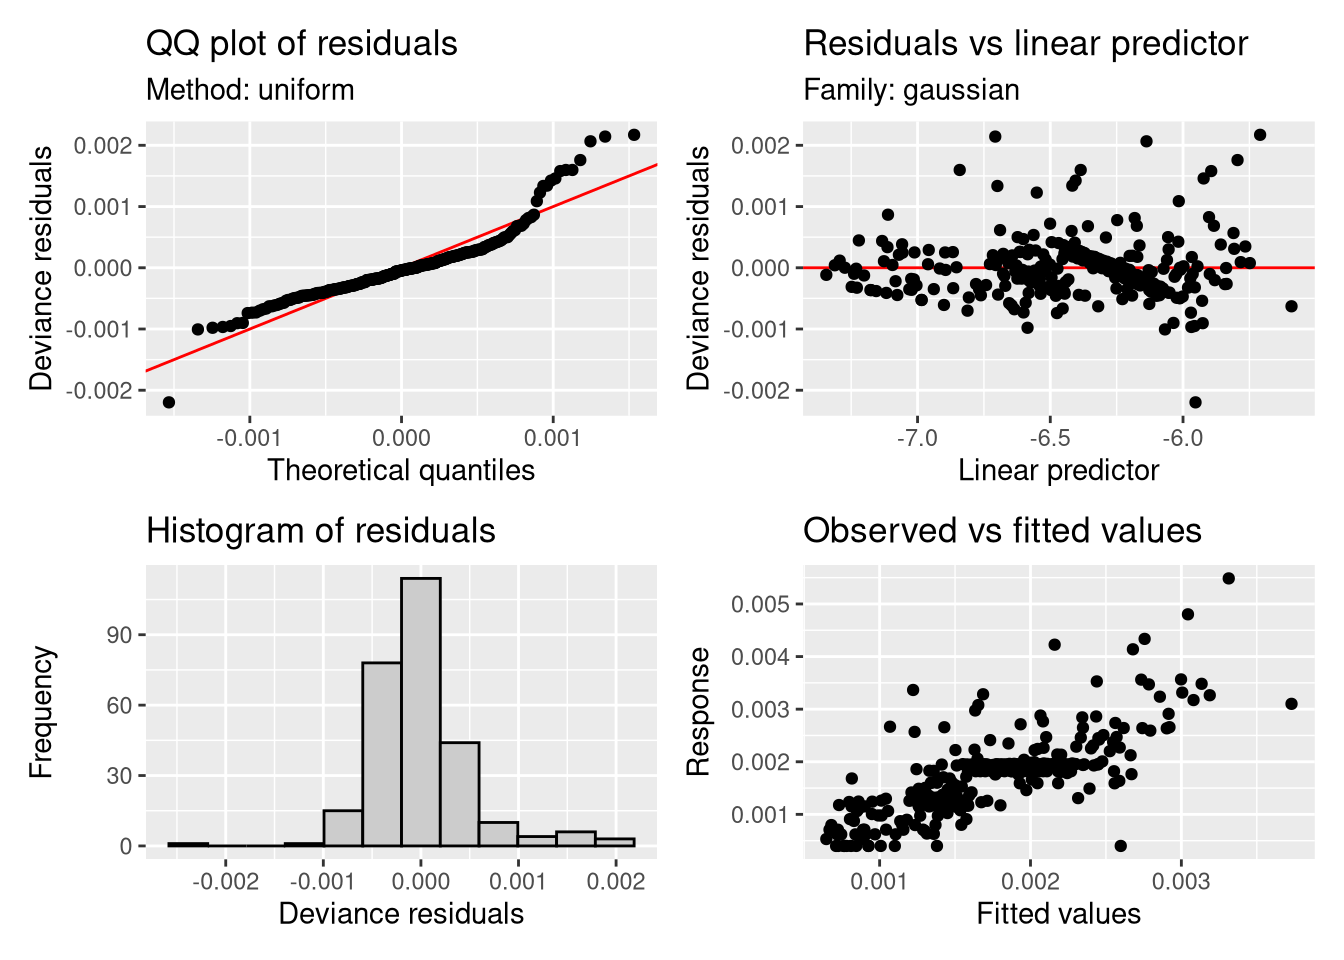 QQ plot of residuals
Method: uniform
Deviance residuals
0.002
0.001
0.000
-0.001
-0.002
-0.001 0.000 0.001
Theoretical quantiles
Residuals vs linear predictor
Family: gaussian
Deviance residuals
0.002
0.001
0.000
-0.001
-0.002
-7.0 -6.5 -6.0
Linear predictor
Histogram of residuals
Frequency
90
60
30
0
-0.002 -0.001 0.000 0.001 0.002
Deviance residuals
Observed vs fitted values
Response
0.005
0.004
0.003
0.002
0.001
0.001 0.002 0.003
Fitted values